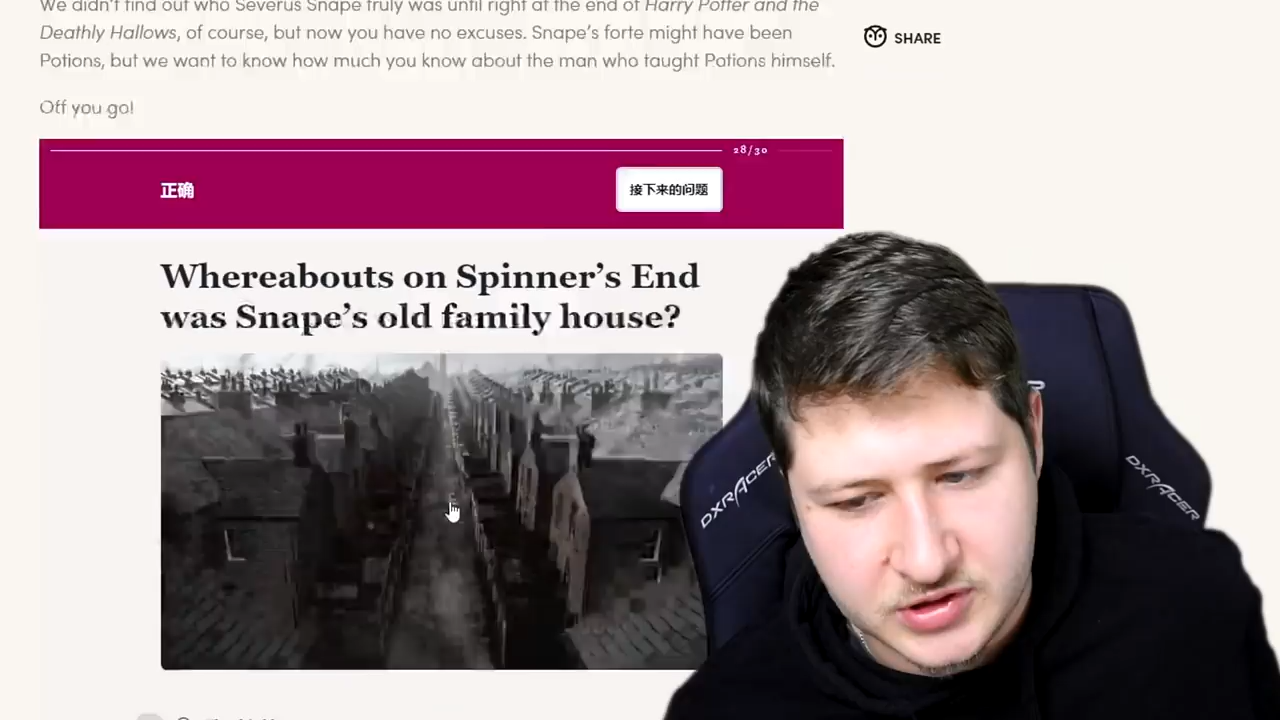 We didn't find out who Severus Snape truly was until right at the end of Harry Potter and the
Deathly Hallows, of course, but now you have no excuses. Snape's forte might have been
Potions, but we want to know how much you know about the man who taught Potions himself.
SHARE
Off you go!
28/30
正确
接下来的问题
Whereabouts on Spinner's End
was Snape's old family house?
DXRACER
DXRACER